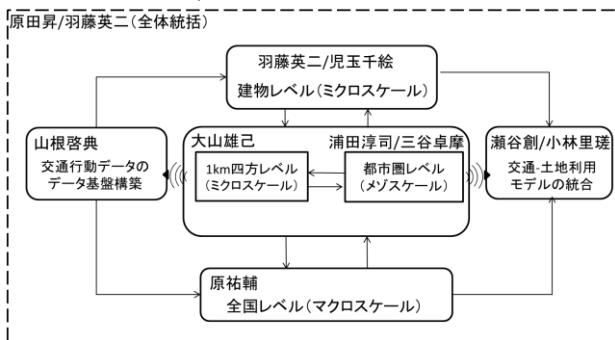 原田昇/羽藤英二(全体統括)
羽藤英二/児玉千絵
建物レベル(ミクロスケール)
山根啓典
交通行動データの
データ基盤構築
大山雄己
1km四方レベル
(ミクロスケール)
浦田淳司/三谷卓摩
都市圏レベル
(メゾスケール)
瀬谷創/小林里瑳
交通-土地利用
モデルの統合
原祐輔
全国レベル(マクロスケール)